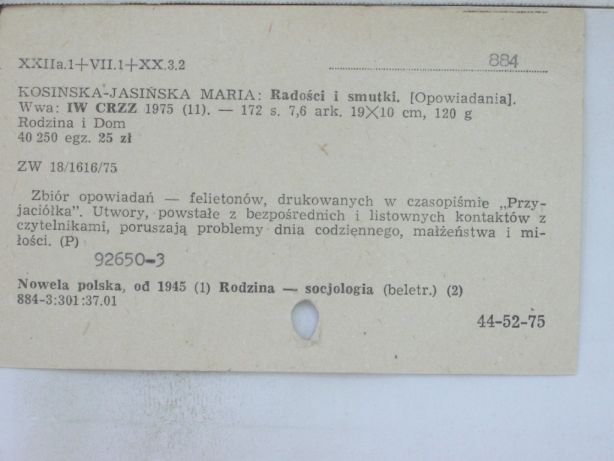 XXIIa.1+VII.1+XX.3.2
884
KOSIŃSKA-JASIŃSKA MARIA: Radości i smutki. [Opowiadania].
Wwa: IW CRZZ 1975 (11). — 172 s. 7,6 ark. 19×10 cm, 120 g
Rodzina i Dom
40 250 egz. 25 zł
ZW 18/1616/75
Zbiór opowiadań — felietonów, drukowanych w czasopiśmie „Przy-
jaciółka”. Utwory, powstałe z bezpośrednich i listownych kontaktów z
czytelnikami, poruszają problemy dnia codziennego, małżeństwa i mi-
łości. (P)
92650-3
Nowela polska, od 1945 (1) Rodzina — socjologia (beletr.) (2)
884-3:301:37.01
44-52-75